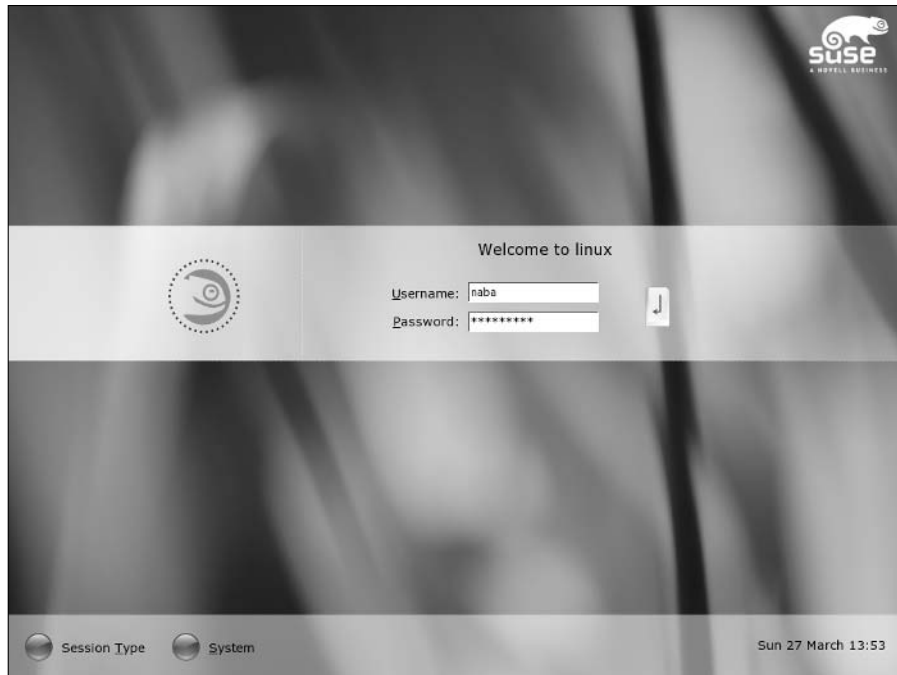 suse
A NOVELL BUSINESS
Welcome to linux
Username: naba
Password: *********
Session Type
System
Sun 27 March 13:53